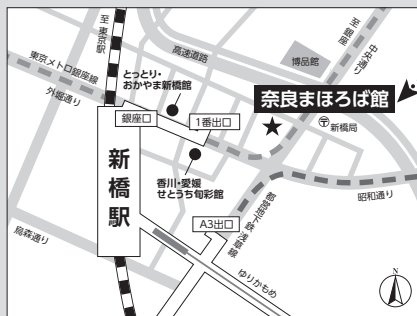 至 東京駅
東京メトロ銀座線
外堀通り
高速道路
博品館
至 銀座
中央通り
とっとり・
おかやま新橋館
奈良まほろば館
銀座口
1番出口
新橋局
新橋駅
香川・愛媛
せとうち旬彩館
昭和通り
都営地下鉄浅草線
A3出口
烏森通り
ゆりかもめ
N